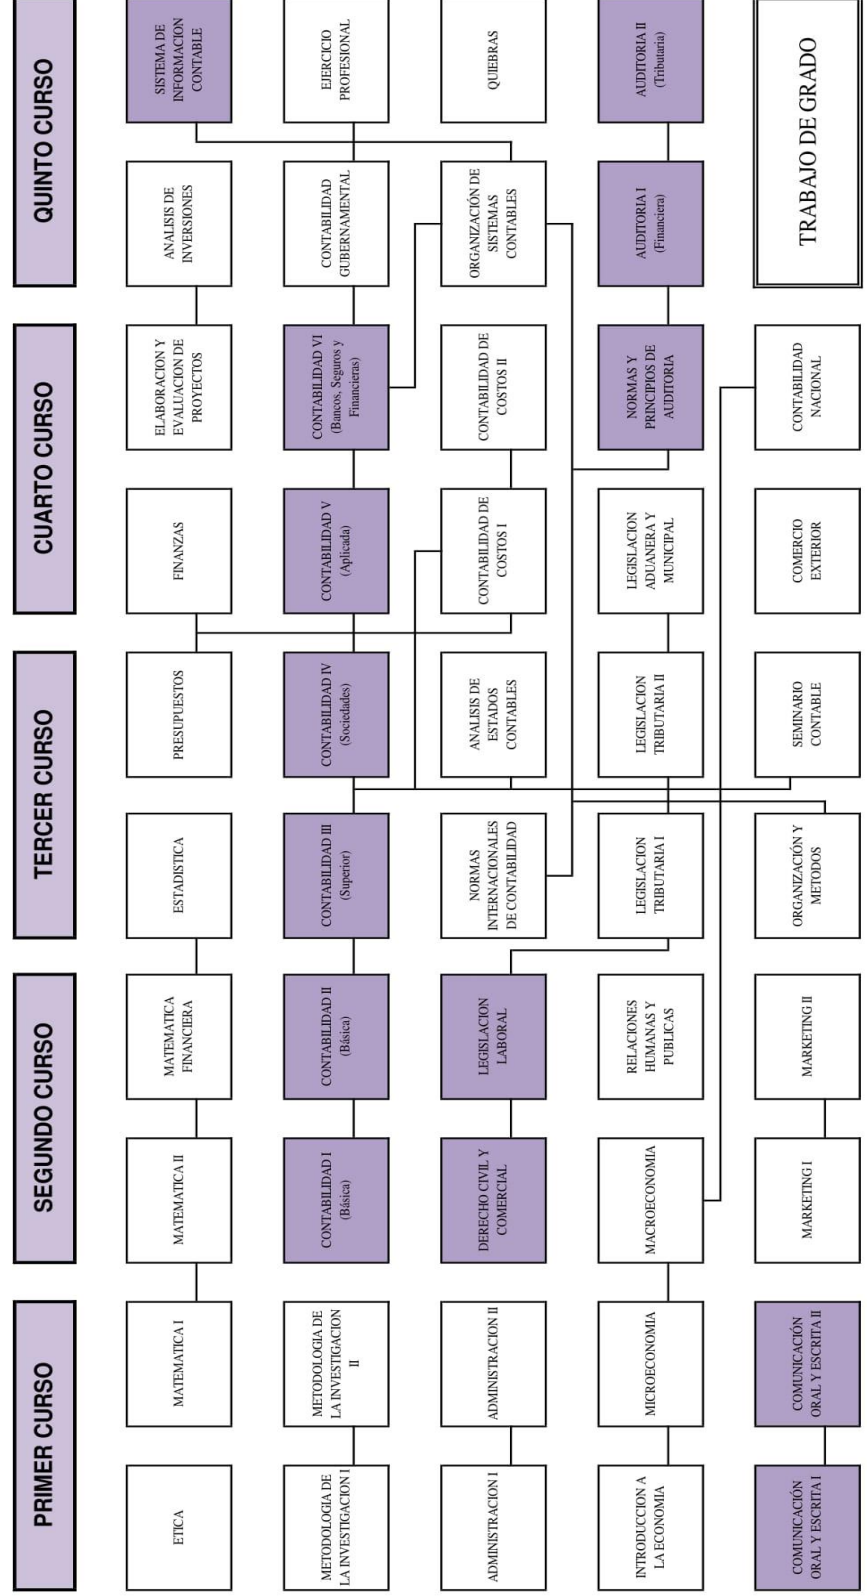 PRIMER CURSO
SEGUNDO CURSO
TERCER CURSO
CUARTO CURSO
QUINTO CURSO
ETICA
MATEMATICA I
MATEMATICA II
MATEMATICA
FINANCIERA
ESTADISTICA
PRESUPUESTOS
FINANZAS
ELABORACION Y
EVALUACION DE
PROYECTOS
ANALISIS DE
INVERSIONES
SISTEMA DE
INFORMACION
CONTABLE
METODOLOGIA DE
LA INVESTIGACION I
METODOLOGIA DE
LA INVESTIGACION
II
CONTABILIDAD I
(Básica)
CONTABILIDAD II
(Básica)
CONTABILIDAD III
(Superior)
CONTABILIDAD IV
(Sociedades)
CONTABILIDAD V
(Aplicada)
CONTABILIDAD VI
(Bancos, Seguros y
Financieras)
CONTABILIDAD
GUBERNAMENTAL
EJERCICIO
PROFESIONAL
ADMINISTRACION I
ADMINISTRACION II
DERECHO CIVIL Y
COMERCIAL
LEGISLACION
LABORAL
NORMAS
INTERNACIONALES
DE CONTABILIDAD
ANALISIS DE
ESTADOS
CONTABLES
CONTABILIDAD DE
COSTOS I
CONTABILIDAD DE
COSTOS II
ORGANIZACIÓN DE
SISTEMAS
CONTABLES
QUIEBRAS
INTRODUCCION A
LA ECONOMIA
MICROECONOMIA
MACROECONOMIA
RELACIONES
HUMANAS Y
PUBLICAS
LEGISLACION
TRIBUTARIA I
LEGISLACION
TRIBUTARIA II
LEGISLACION
ADUANERA Y
MUNICIPAL
NORMAS Y
PRINCIPIOS DE
AUDITORIA
AUDITORIA I
(Financiera)
AUDITORIA II
(Tributaria)
COMUNICACIÓN
ORAL Y ESCRITA I
COMUNICACIÓN
ORAL Y ESCRITA II
MARKETING I
MARKETING II
ORGANIZACIÓN Y
METODOS
SEMINARIO
CONTABLE
COMERCIO
EXTERIOR
CONTABILIDAD
NACIONAL
TRABAJO DE GRADO